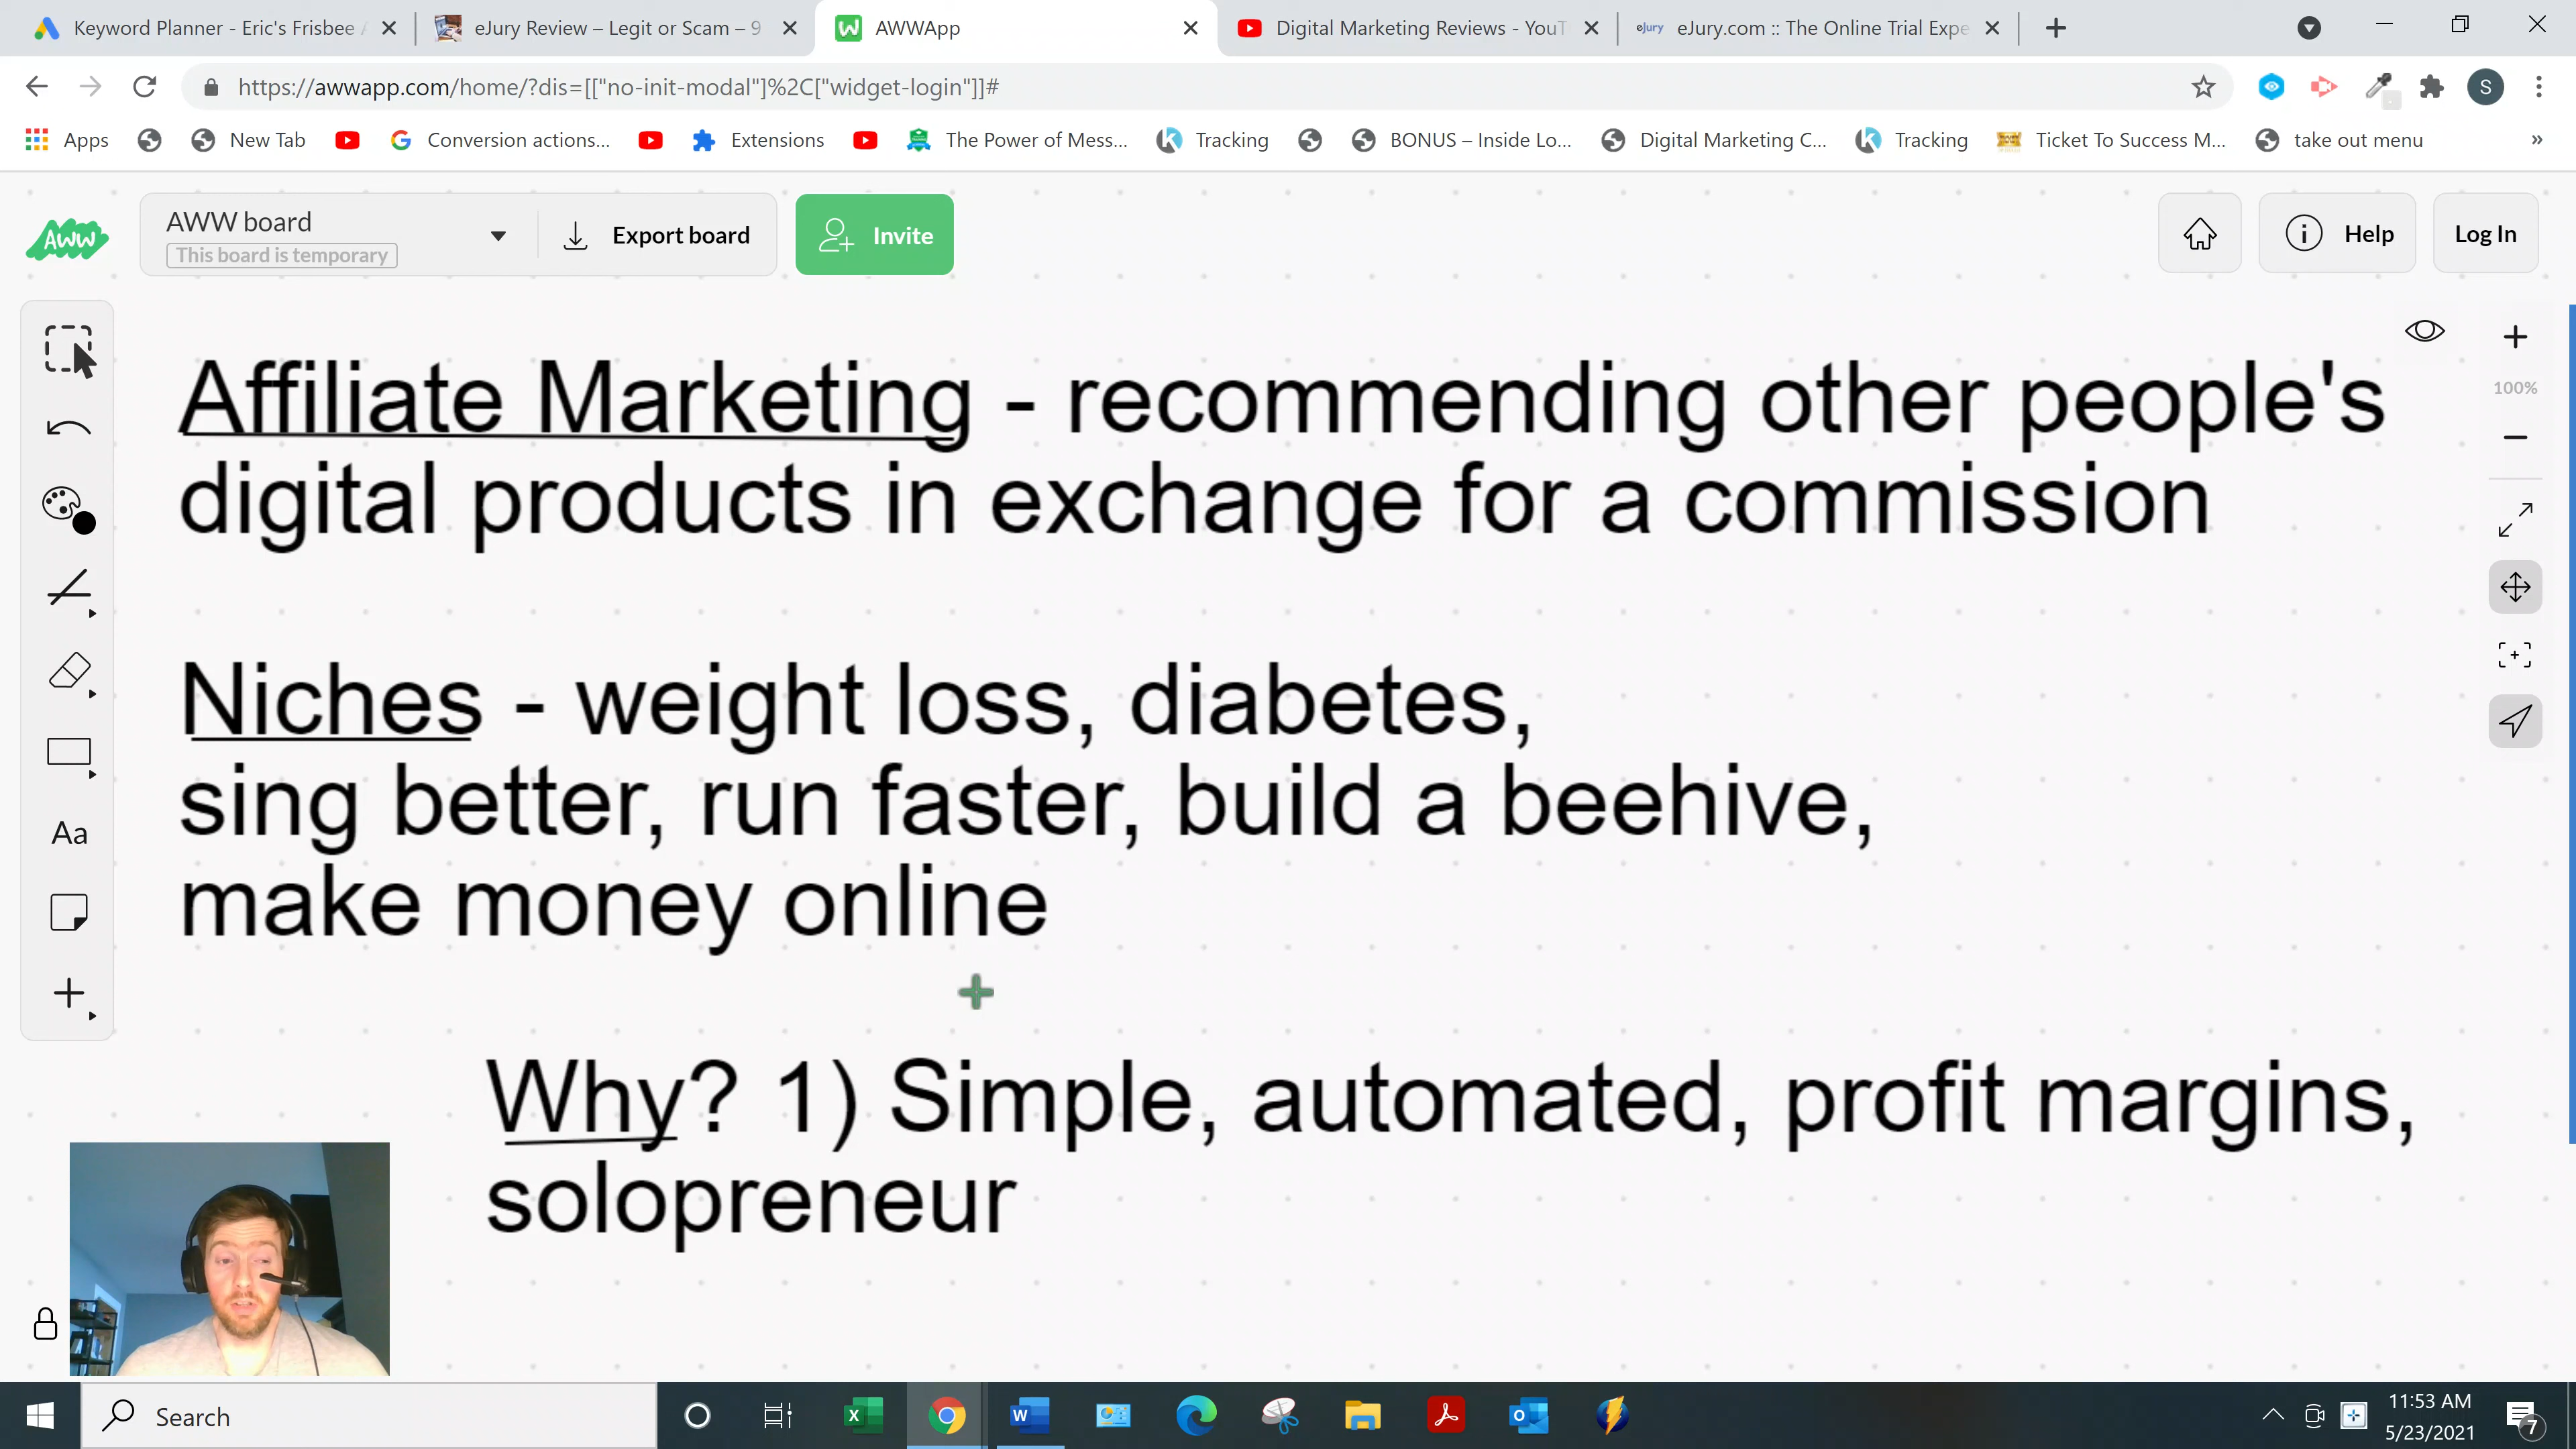 Keyword Planner - Eric's Frisbee
eJury Review – Legit or Scam – 9
AWWApp
Digital Marketing Reviews - YouT
eJury
eJury.com :: The Online Trial Expe
https://awwapp.com/home/?dis=[["no-init-modal"]%2C["widget-login"]]#
S
Apps
New Tab
Conversion actions...
Extensions
The Power of Mess...
Tracking
BONUS – Inside Lo...
Digital Marketing C...
Tracking
Ticket To Success M...
take out menu
»
AWW
AWW board
This board is temporary
Export board
Invite
Help
Log In
100%
Aa
Affiliate Marketing - recommending other people's
digital products in exchange for a commission
Niches - weight loss, diabetes,
sing better, run faster, build a beehive,
make money online
Why? 1) Simple, automated, profit margins,
solopreneur
Search
11:53 AM
5/23/2021
7